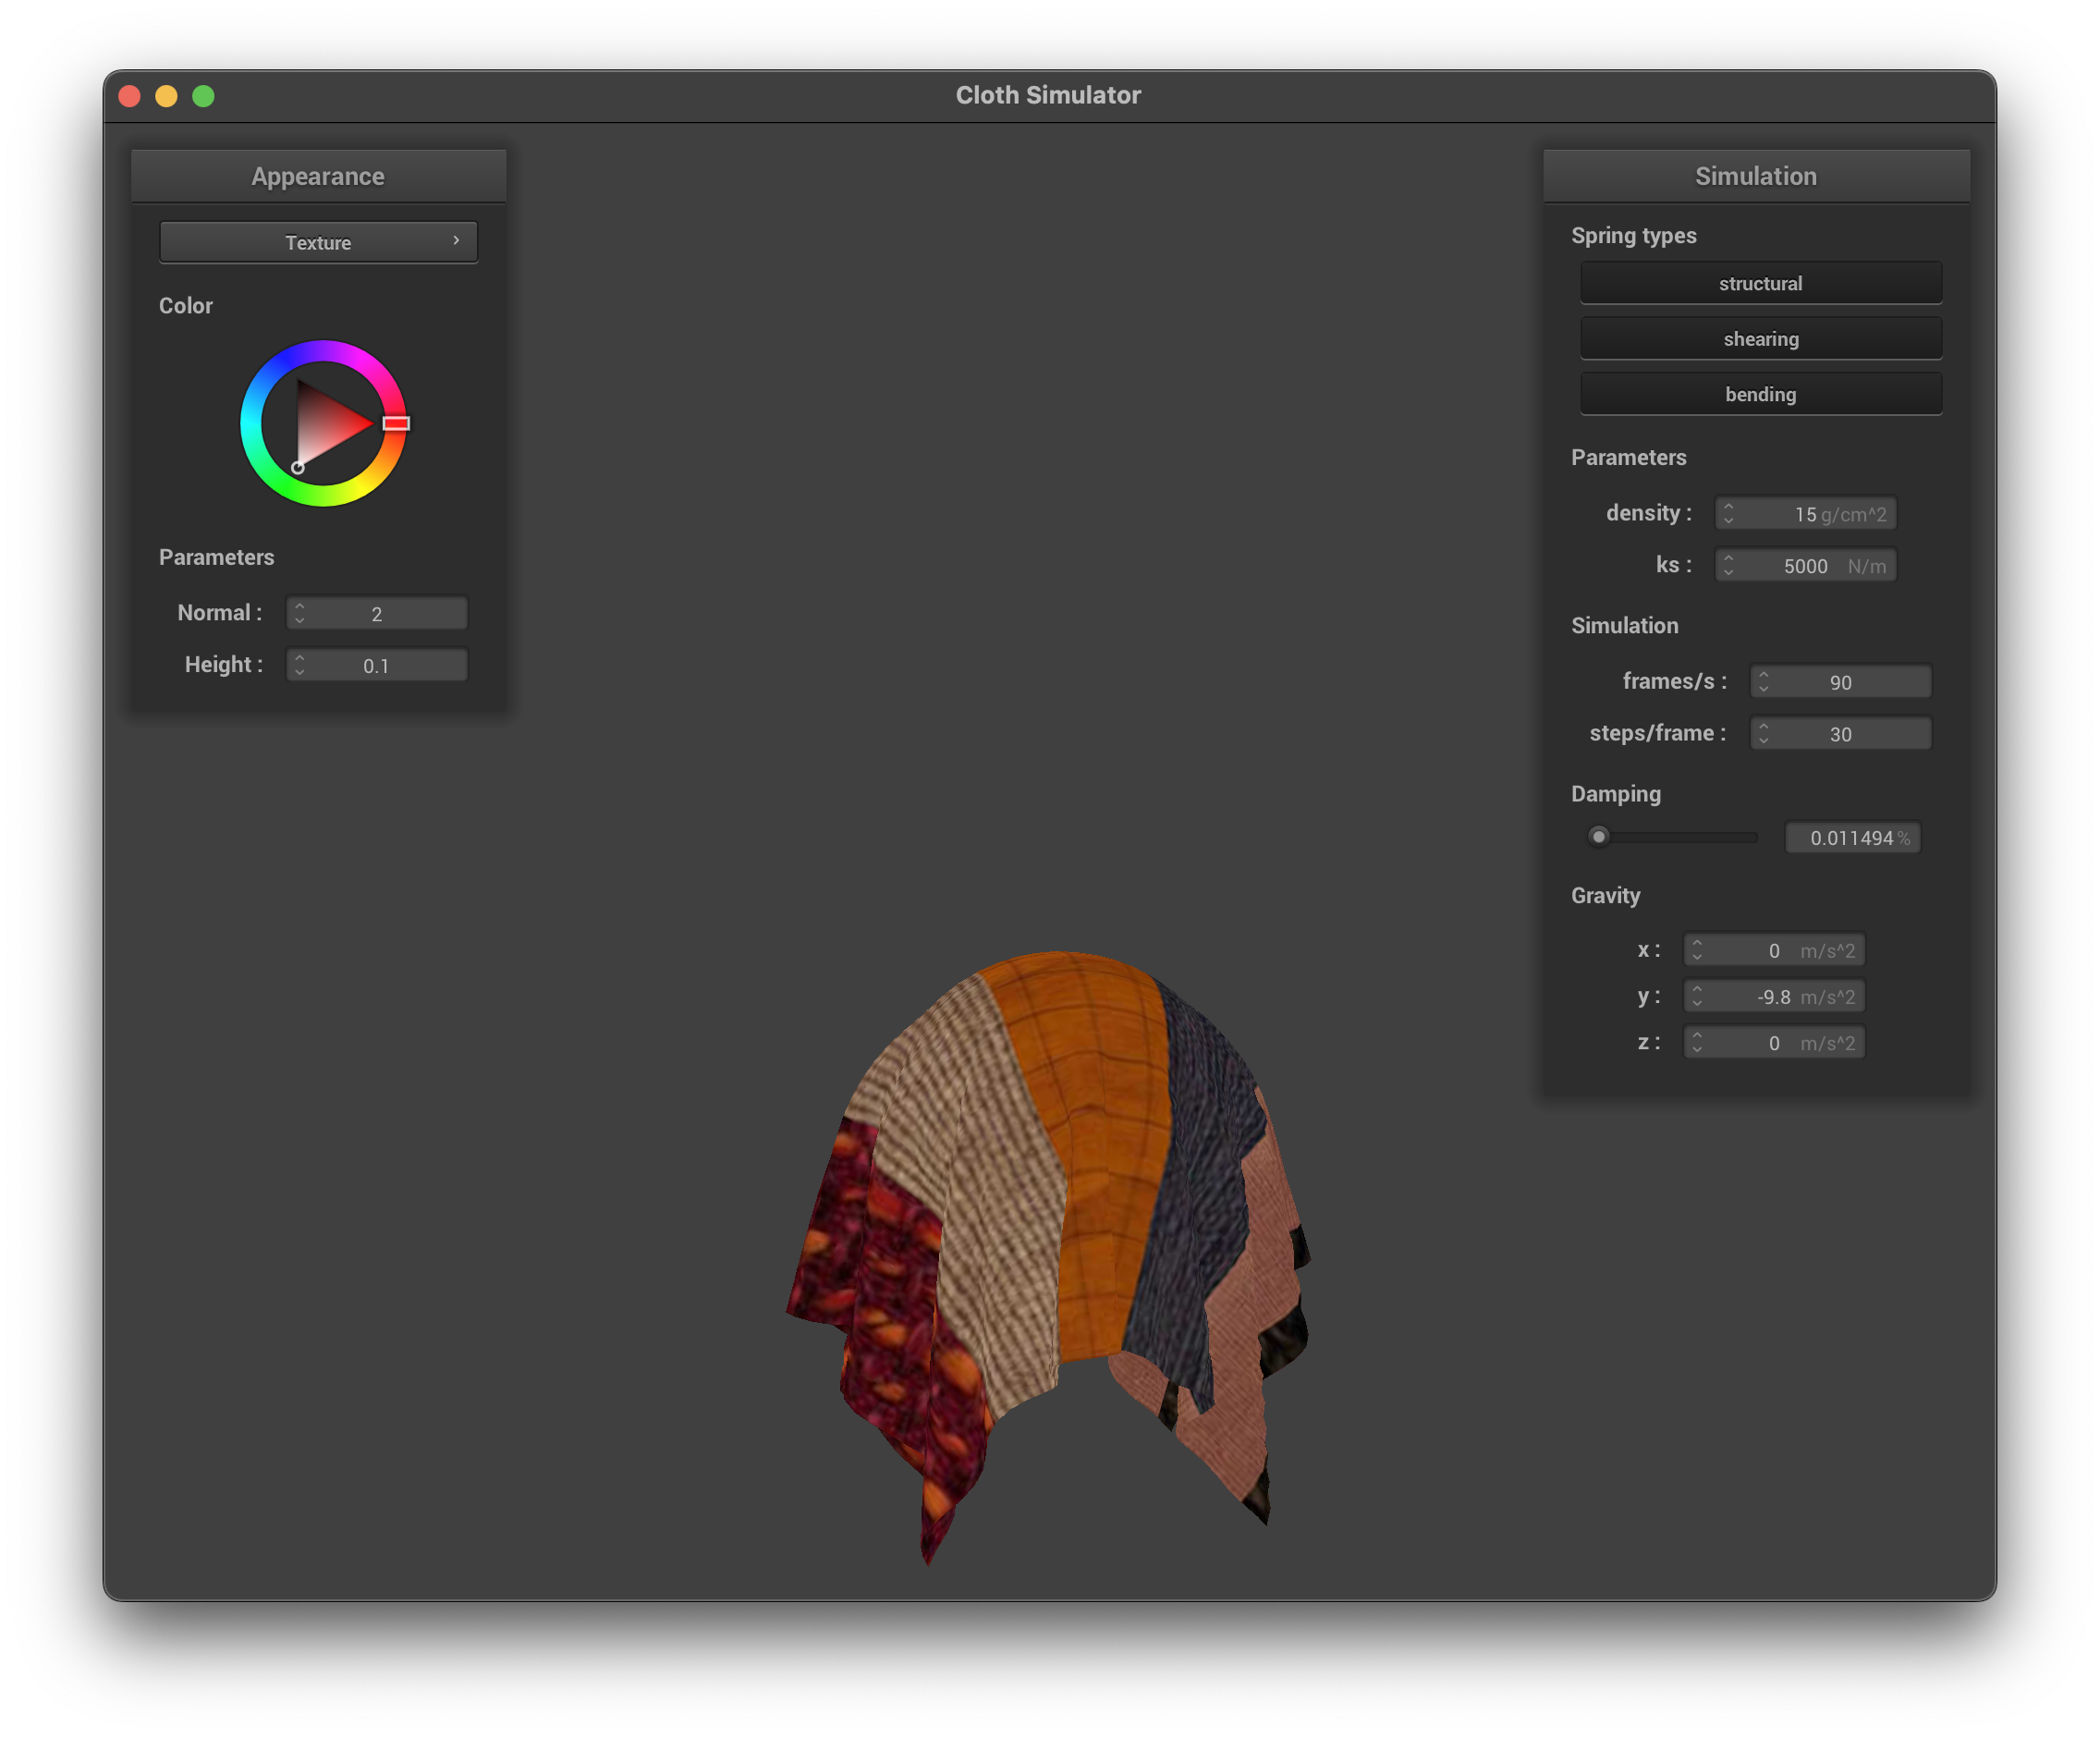 Cloth Simulator
Appearance
Texture
Color
Parameters
Normal : 2
Height : 0.1
Simulation
Spring types
structural
shearing
bending
Parameters
density : 15 g/cm^2
ks : 5000 N/m
Simulation
frames/s : 90
steps/frame : 30
Damping
0.011494 %
Gravity
x : 0 m/s^2
y : -9.8 m/s^2
z : 0 m/s^2